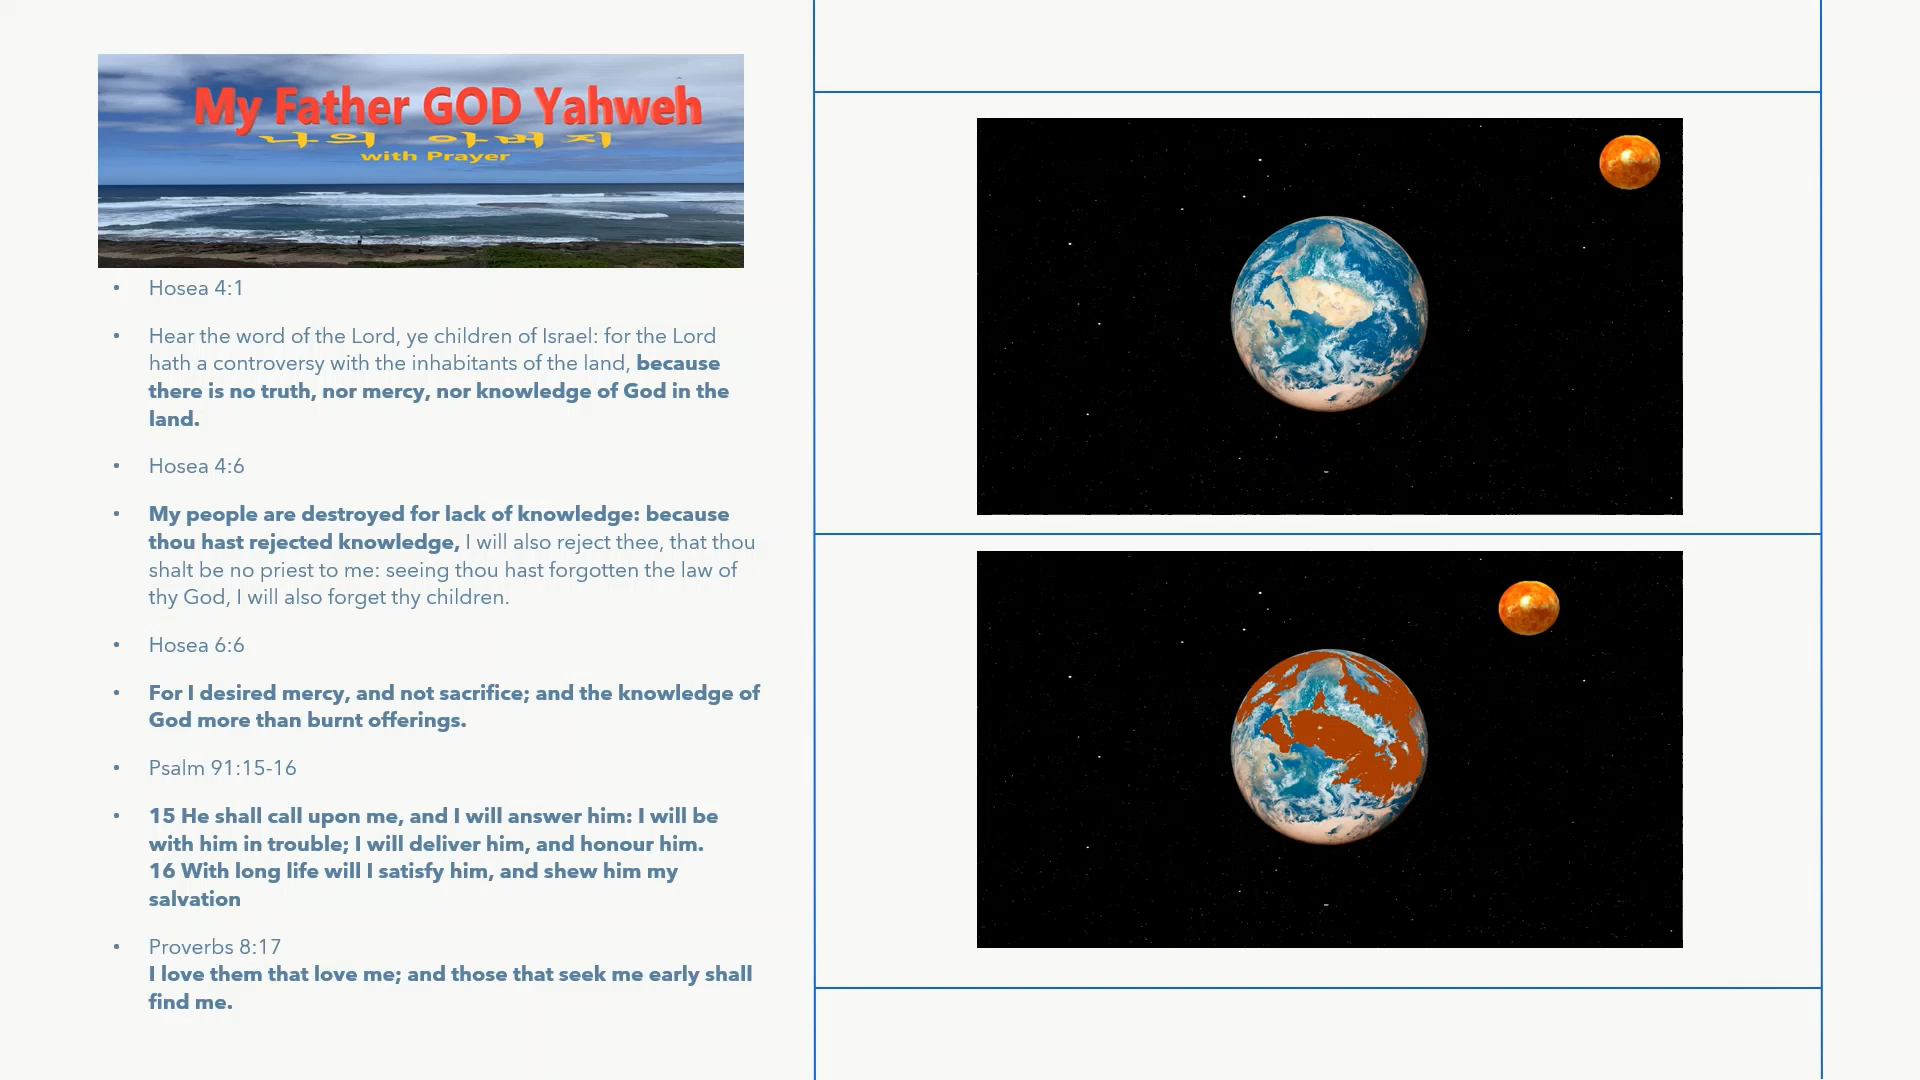 My Father GOD Yahweh
나의 아버지
with Prayer
• Hosea 4:1
• Hear the word of the Lord, ye children of Israel: for the Lord
hath a controversy with the inhabitants of the land, because
there is no truth, nor mercy, nor knowledge of God in the
land.
• Hosea 4:6
• My people are destroyed for lack of knowledge: because
thou hast rejected knowledge, I will also reject thee, that thou
shalt be no priest to me: seeing thou hast forgotten the law of
thy God, I will also forget thy children.
• Hosea 6:6
• For I desired mercy, and not sacrifice; and the knowledge of
God more than burnt offerings.
• Psalm 91:15-16
• 15 He shall call upon me, and I will answer him: I will be
with him in trouble; I will deliver him, and honour him.
16 With long life will I satisfy him, and shew him my
salvation
• Proverbs 8:17
I love them that love me; and those that seek me early shall
find me.